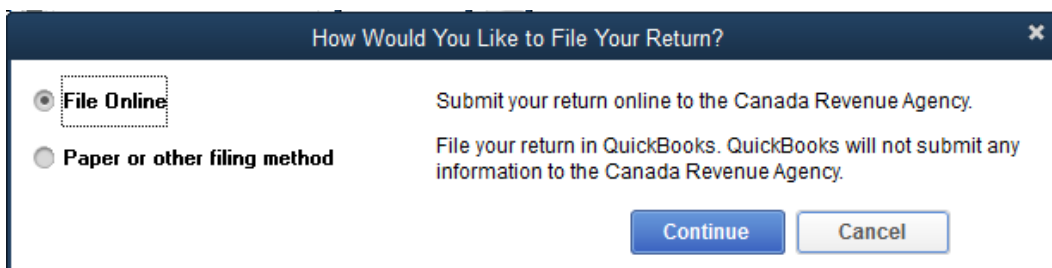 How Would You Like to File Your Return?
File Online
Submit your return online to the Canada Revenue Agency.
Paper or other filing method
File your return in QuickBooks. QuickBooks will not submit any
information to the Canada Revenue Agency.
Continue
Cancel